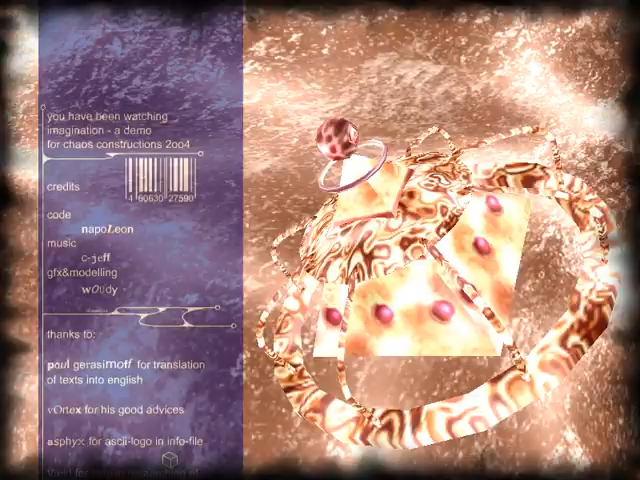 you have been watching
imagination - a demo
for chaos constructions 2oo4
4 60630 27590
credits
code
napoLeon
music
c-jeff
gfx&modelling
wOudy
thanks to:
paul gerasimoff for translation
of texts into english
vOrtex for his good advices
asphyx for ascii-logo in info-file